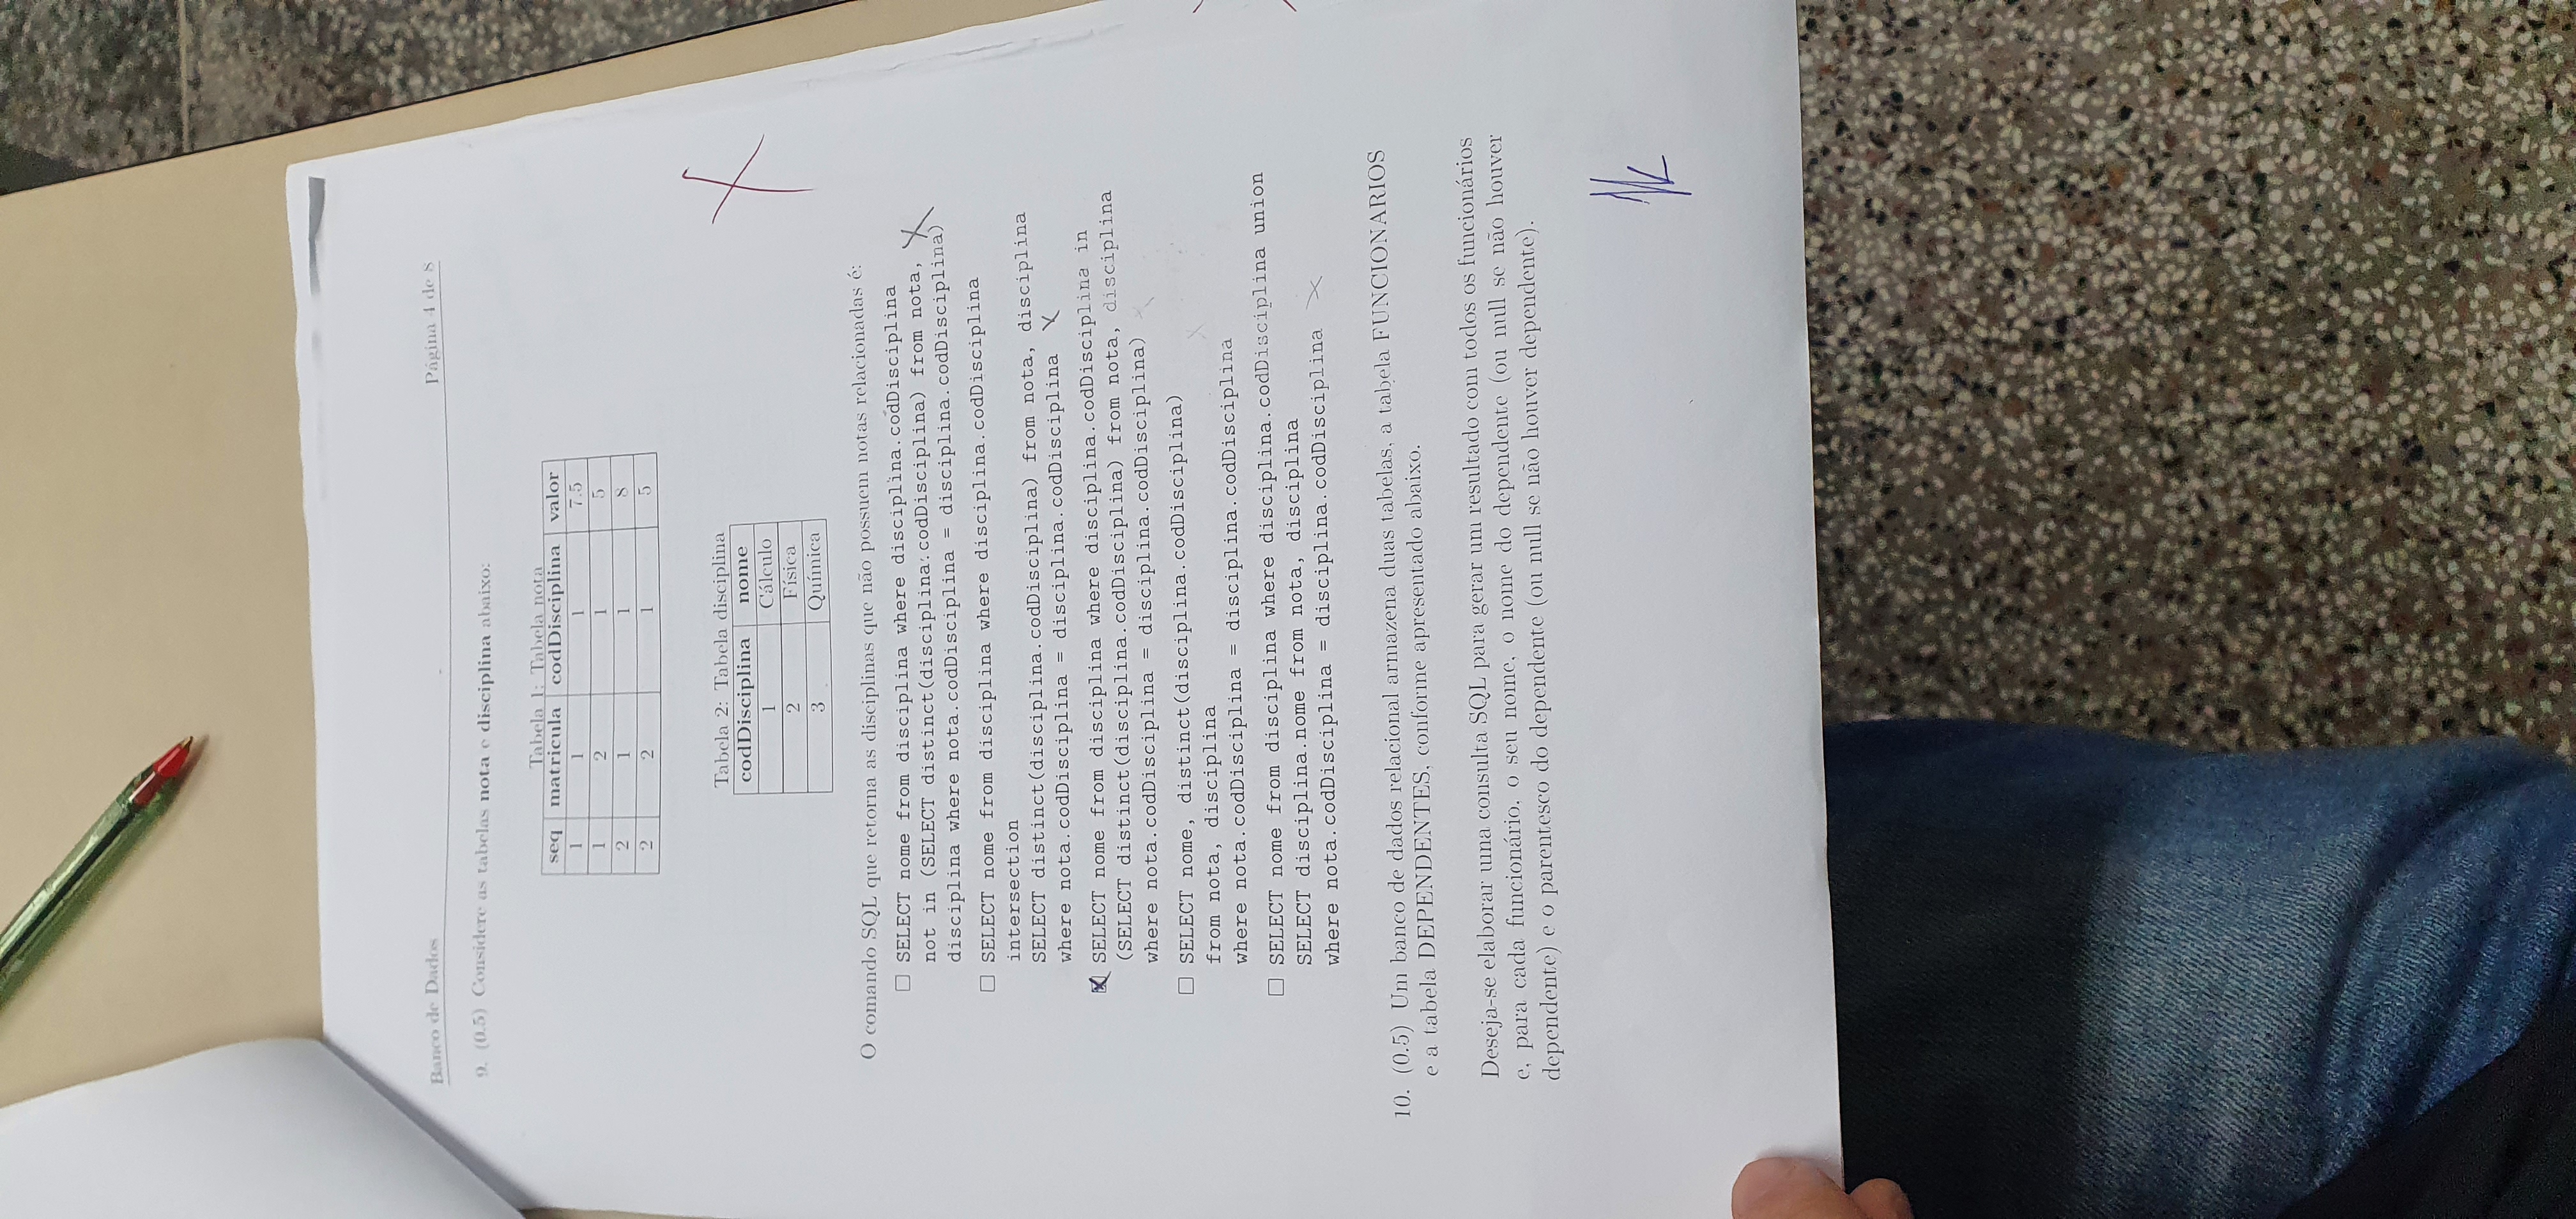 Banco de Dados
Página 4 de 8
9. (0.5) Considere as tabelas nota e disciplina abaixo:
Tabela 1: Tabela nota
seq matricula codDisciplina valor
1 1 1 7.5
1 2 1 5
2 1 1 8
2 2 1 5
Tabela 2: Tabela disciplina
codDisciplina nome
1 Cálculo
2 Física
3 Química
O comando SQL que retorna as disciplinas que não possuem notas relacionadas é:
SELECT nome from disciplina where disciplina.codDisciplina
not in (SELECT distinct(disciplina.codDisciplina) from nota,
disciplina where nota.codDisciplina = disciplina.codDisciplina)
SELECT nome from disciplina where disciplina.codDisciplina
intersection
SELECT distinct(disciplina.codDisciplina) from nota, disciplina
where nota.codDisciplina = disciplina.codDisciplina
SELECT nome from disciplina where disciplina.codDisciplina in
(SELECT distinct(disciplina.codDisciplina) from nota, disciplina
where nota.codDisciplina = disciplina.codDisciplina)
SELECT nome, distinct(disciplina.codDisciplina)
from nota, disciplina
where nota.codDisciplina = disciplina.codDisciplina
SELECT nome from disciplina where disciplina.codDisciplina union
SELECT disciplina.nome from nota, disciplina
where nota.codDisciplina = disciplina.codDisciplina
10. (0.5) Um banco de dados relacional armazena duas tabelas, a tabela FUNCIONARIOS
e a tabela DEPENDENTES, conforme apresentado abaixo.
Deseja-se elaborar uma consulta SQL para gerar um resultado com todos os funcionários
e, para cada funcionário, o seu nome, o nome do dependente (ou null se não houver
dependente) e o parentesco do dependente (ou null se não houver dependente).